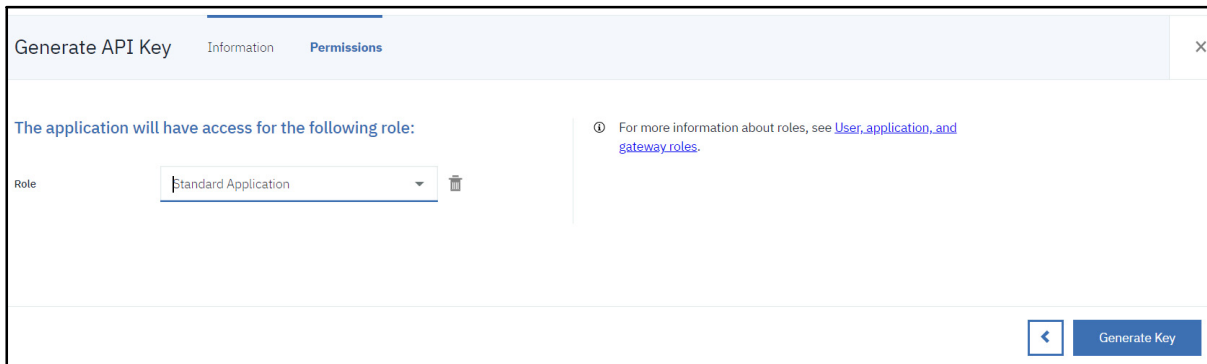 Generate API Key Information Permissions
The application will have access for the following role:
Role Standard Application
For more information about roles, see User, application, and
gateway roles.
Generate Key